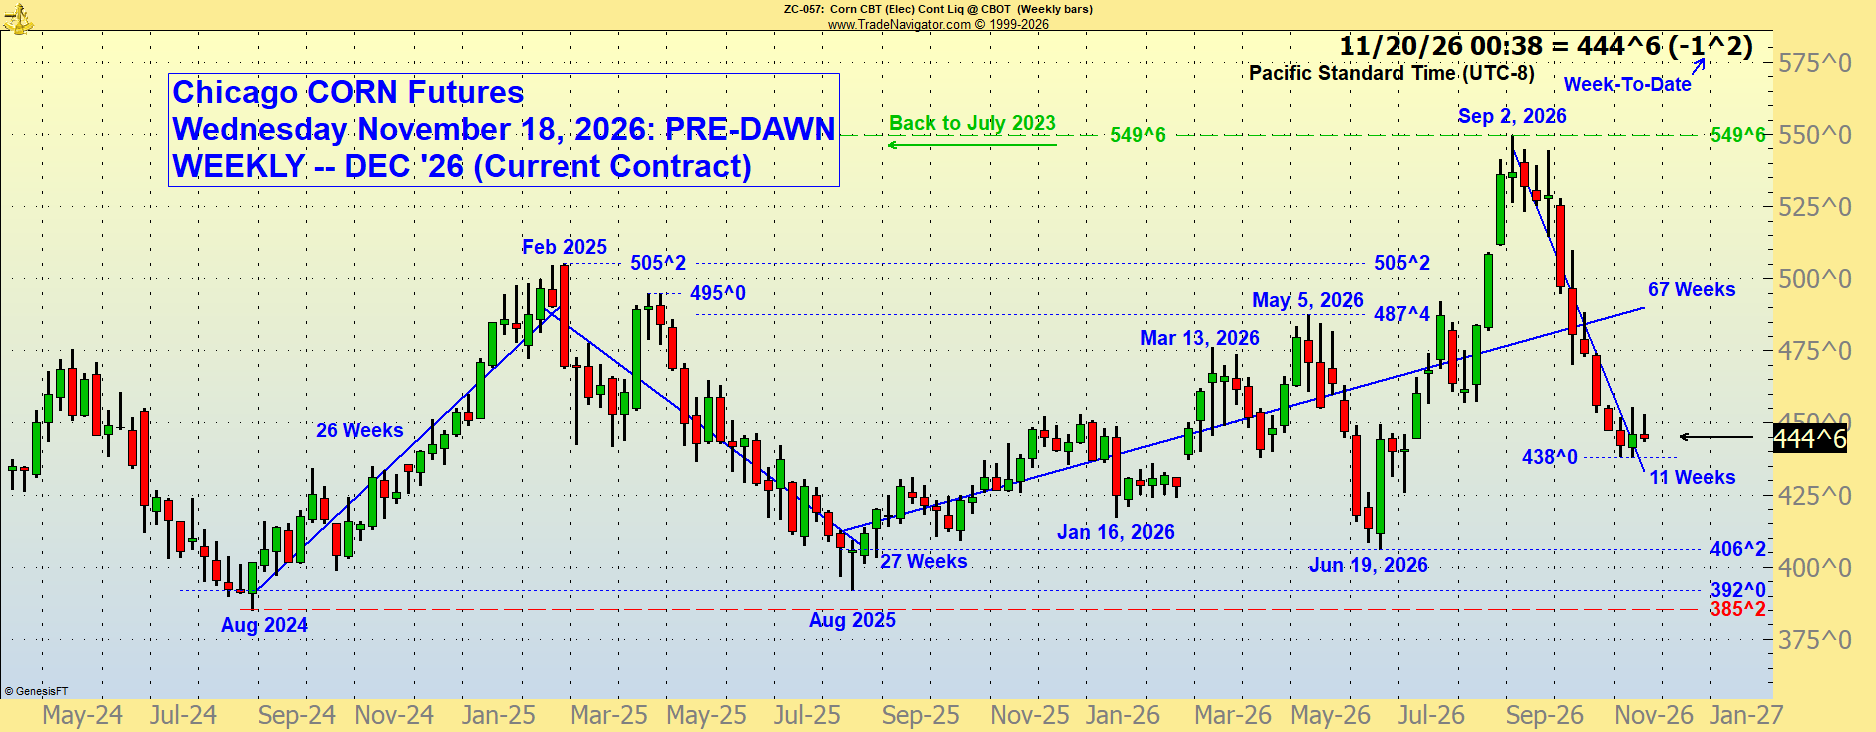 ZC-057: Corn CBT (Elec) Cont Liq @ CBOT (Weekly bars)
www.TradeNavigator.com © 1999-2026
11/20/26 00:38 = 444^6 (-1^2)
Pacific Standard Time (UTC-8)
Week-To-Date
Chicago CORN Futures
Wednesday November 18, 2026: PRE-DAWN
WEEKLY -- DEC '26 (Current Contract)
Back to July 2023
549^6
Sep 2, 2026
549^6
Feb 2025
505^2
505^2
495^0
May 5, 2026
487^4
67 Weeks
Mar 13, 2026
26 Weeks
438^0
11 Weeks
Jan 16, 2026
27 Weeks
Jun 19, 2026
406^2
392^0
385^2
Aug 2024
Aug 2025
575^0
550^0
525^0
500^0
475^0
450^0
444^6
425^0
400^0
375^0
© GenesisFT
May-24 Jul-24 Sep-24 Nov-24 Jan-25 Mar-25 May-25 Jul-25 Sep-25 Nov-25 Jan-26 Mar-26 May-26 Jul-26 Sep-26 Nov-26 Jan-27